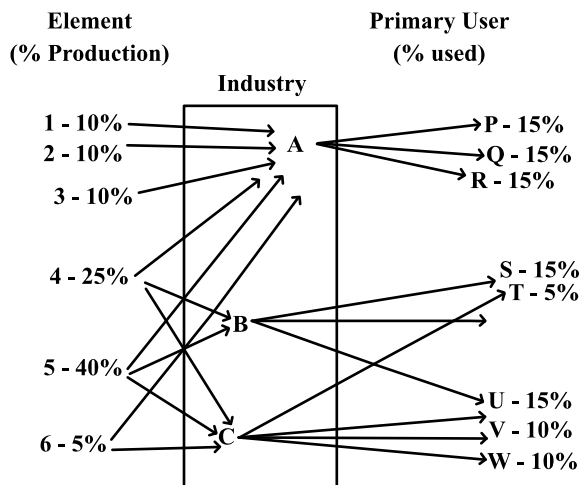 Element
(% Production)
Primary User
(% used)
Industry
1 - 10%
2 - 10%
3 - 10%
4 - 25%
5 - 40%
6 - 5%
A
B
C
P - 15%
Q - 15%
R - 15%
S - 15%
T - 5%
U - 15%
V - 10%
W - 10%